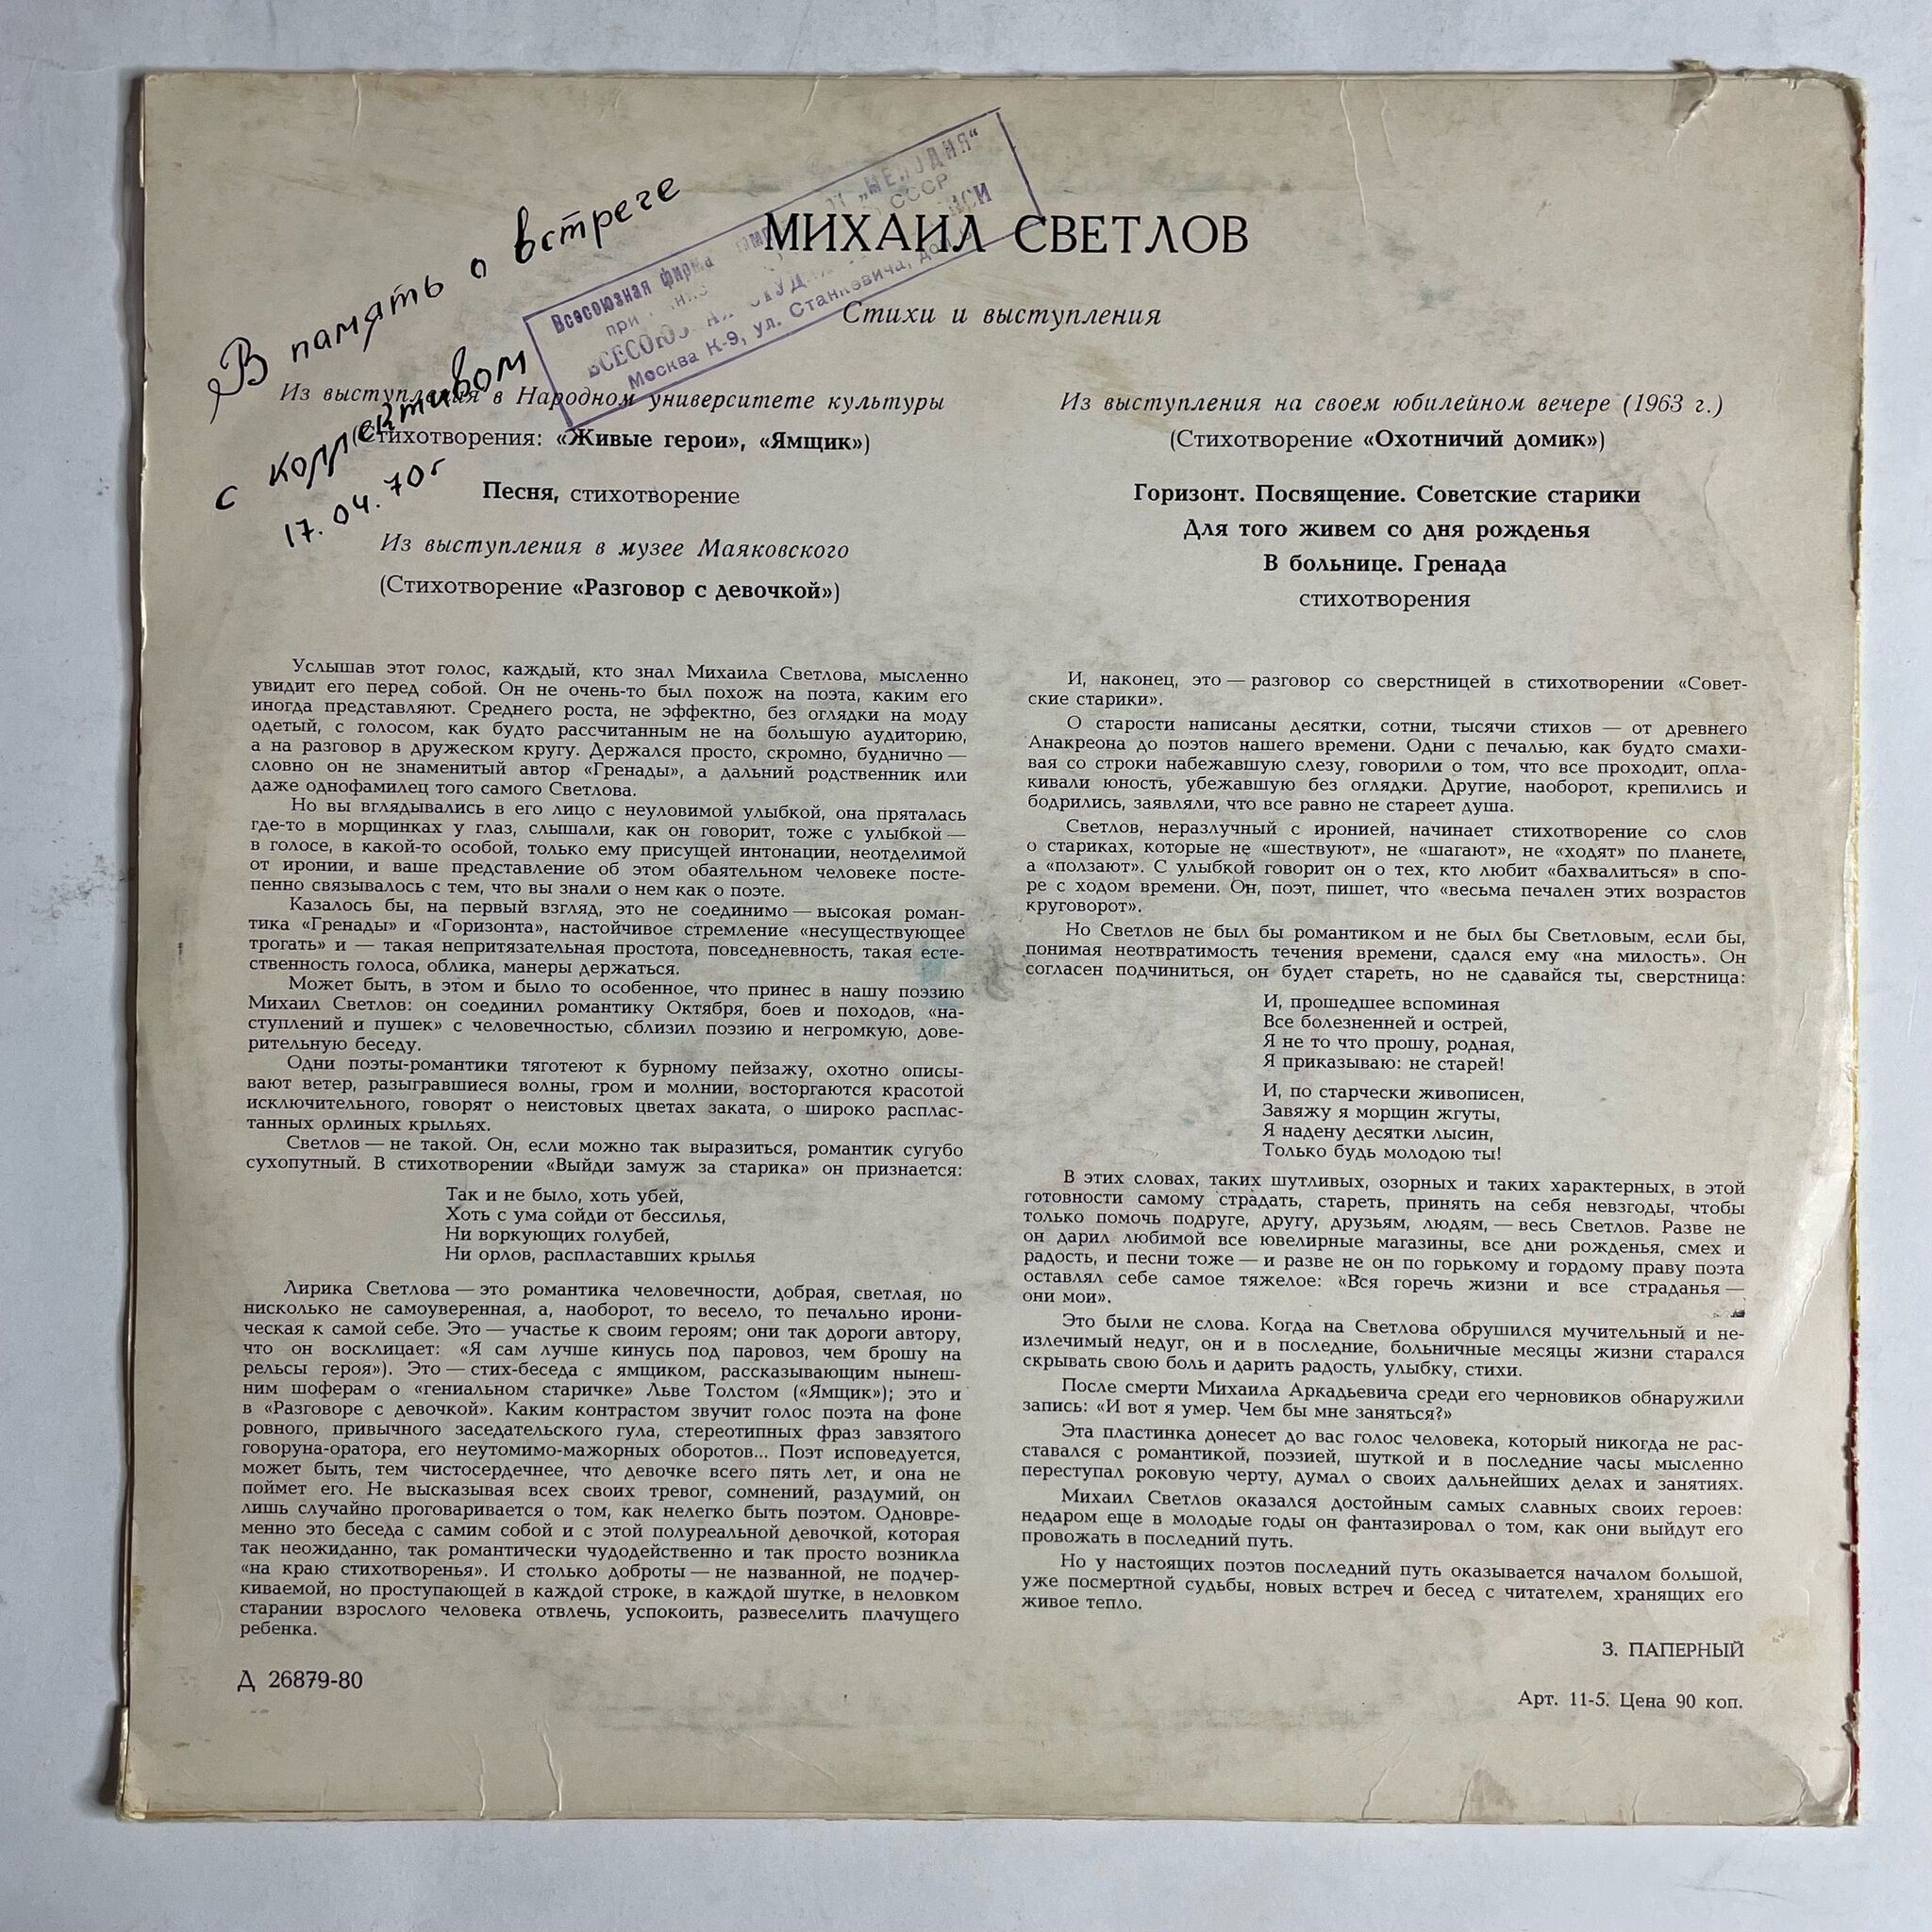 В память о встрече
с коллективом
17.04.70г
Всесоюзная фирма „МЕЛОДИЯ“
при СССР
Москва К-9, ул. Станкевича,
МИХАИЛ СВЕТЛОВ
Стихи и выступления
Из выступления в Народном университете культуры
(Стихотворения: «Живые герои», «Ямщик»)
Песня, стихотворение
Из выступления в музее Маяковского
(Стихотворение «Разговор с девочкой»)
Из выступления на своем юбилейном вечере (1963 г.)
(Стихотворение «Охотничий домик»)
Горизонт. Посвящение. Советские старики
Для того живем со дня рожденья
В больнице. Гренада
стихотворения
Услышав этот голос, каждый, кто знал Михаила Светлова, мысленно
увидит его перед собой. Он не очень-то был похож на поэта, каким его
иногда представляют. Среднего роста, не эффектно, без оглядки на моду
одетый, с голосом, как будто рассчитанным не на большую аудиторию,
а на разговор в дружеском кругу. Держался просто, скромно, буднично —
словно он не знаменитый автор «Гренады», а дальний родственник или
даже однофамилец того самого Светлова.
Но вы вглядывались в его лицо с неуловимой улыбкой, она пряталась
где-то в морщинках у глаз, слышали, как он говорит, тоже с улыбкой —
в голосе, в какой-то особой, только ему присущей интонации, неотделимой
от иронии, и ваше представление об этом обаятельном человеке посте-
пенно связывалось с тем, что вы знали о нем как о поэте.
Казалось бы, на первый взгляд, это не соединимо — высокая роман-
тика «Гренады» и «Горизонта», настойчивое стремление «несуществующее
трогать» и — такая непритязательная простота, повседневность, такая есте-
ственность голоса, облика, манеры держаться.
Может быть, в этом и было то особенное, что принес в нашу поэзию
Михаил Светлов: он соединил романтику Октября, боев и походов, «на-
ступлений и пушек» с человечностью, сблизил поэзию и негромкую, дове-
рительную беседу.
Одни поэты-романтики тяготеют к бурному пейзажу, охотно описы-
вают ветер, разыгравшиеся волны, гром и молнии, восторгаются красотой
исключительного, говорят о неистовых цветах заката, о широко распла­с-
танных орлиных крыльях.
Светлов — не такой. Он, если можно так выразиться, романтик сугубо
сухопутный. В стихотворении «Выйди замуж за старика» он признается:
Так и не было, хоть убей,
Хоть с ума сойди от бессилья,
Ни воркующих голубей,
Ни орлов, распластавших крылья
Лирика Светлова — это романтика человечности, добрая, светлая, но
нисколько не самоуверенная, а, наоборот, то весело, то печально ирони-
ческая к самой себе. Это — участье к своим героям; они так дороги автору,
что он восклицает: «Я сам лучше кинусь под паровоз, чем брошу на
рельсы героя»). Это — стих-беседа с ямщиком, рассказывающим нынеш-
ним шоферам о «гениальном старичке» Льве Толстом («Ямщик»); это и
в «Разговоре с девочкой». Каким контрастом звучит голос поэта на фоне
ровного, привычного заседательского гула, стереотипных фраз завзятого
говоруна-оратора, его неутомимо-мажорных оборотов... Поэт исповедуется,
может быть, тем чистосердечнее, что девочке всего пять лет, и она не
поймет его. Не высказывая всех своих тревог, сомнений, раздумий, он
лишь случайно проговаривается о том, как нелегко быть поэтом. Одновре-
менно это беседа с самим собой и с этой полуреальной девочкой, которая
так неожиданно, так романтически чудодейственно и так просто возникла
«на краю стихотворенья». И столько доброты — не названной, не подчер-
киваемой, но проступающей в каждой строке, в каждой шутке, в неловком
старании взрослого человека отвлечь, успокоить, развеселить плачущего
ребенка.
Д 26879-80
И, наконец, это — разговор со сверстницей в стихотворении «Совет-
ские старики».
О старости написаны десятки, сотни, тысячи стихов — от древнего
Анакреона до поэтов нашего времени. Одни с печалью, как будто смахи-
вая со строки набежавшую слезу, говорили о том, что все проходит, опла-
кивали юность, убежавшую без оглядки. Другие, наоборот, крепились и
бодрились, заявляли, что все равно не стареет душа.
Светлов, неразлучный с иронией, начинает стихотворение со слов
о стариках, которые не «шествуют», не «шагают», не «ходят» по планете,
а «ползают». С улыбкой говорит он о тех, кто любит «бахвалиться» в спо-
ре с ходом времени. Он, поэт, пишет, что «весьма печален этих возрастов
круговорот».
Но Светлов не был бы романтиком и не был бы Светловым, если бы,
понимая неотвратимость течения времени, сдался ему «на милость». Он
согласен подчиниться, он будет стареть, но не сдавайся ты, сверстница:
И, прошедшее вспоминая
Все болезненней и острей,
Я не то что прошу, родная,
Я приказываю: не старей!
И, по старчески живописен,
Завяжу я морщин жгуты,
Я надену десятки лысин,
Только будь молодою ты!
В этих словах, таких шутливых, озорных и таких характерных, в этой
готовности самому страдать, стареть, принять на себя невзгоды, чтобы
только помочь подруге, другу, друзьям, людям, — весь Светлов. Разве не
он дарил любимой все ювелирные магазины, все дни рожденья, смех и
радость, и песни тоже — и разве не он по горькому и гордому праву поэта
оставлял себе самое тяжелое: «Вся горечь жизни и все страданья —
они мои».
Это были не слова. Когда на Светлова обрушился мучительный и не-
излечимый недуг, он и в последние, больничные месяцы жизни старался
скрывать свою боль и дарить радость, улыбку, стихи.
После смерти Михаила Аркадьевича среди его черновиков обнаружили
запись: «И вот я умер. Чем бы мне заняться?»
Эта пластинка донесет до вас голос человека, который никогда не рас-
ставался с романтикой, поэзией, шуткой и в последние часы мысленно
переступал роковую черту, думал о своих дальнейших делах и занятиях.
Михаил Светлов оказался достойным самых славных своих героев:
недаром еще в молодые годы он фантазировал о том, как они выйдут его
провожать в последний путь.
Но у настоящих поэтов последний путь оказывается началом большой,
уже посмертной судьбы, новых встреч и бесед с читателем, хранящих его
живое тепло.
З. ПАПЕРНЫЙ
Арт. 11-5. Цена 90 коп.